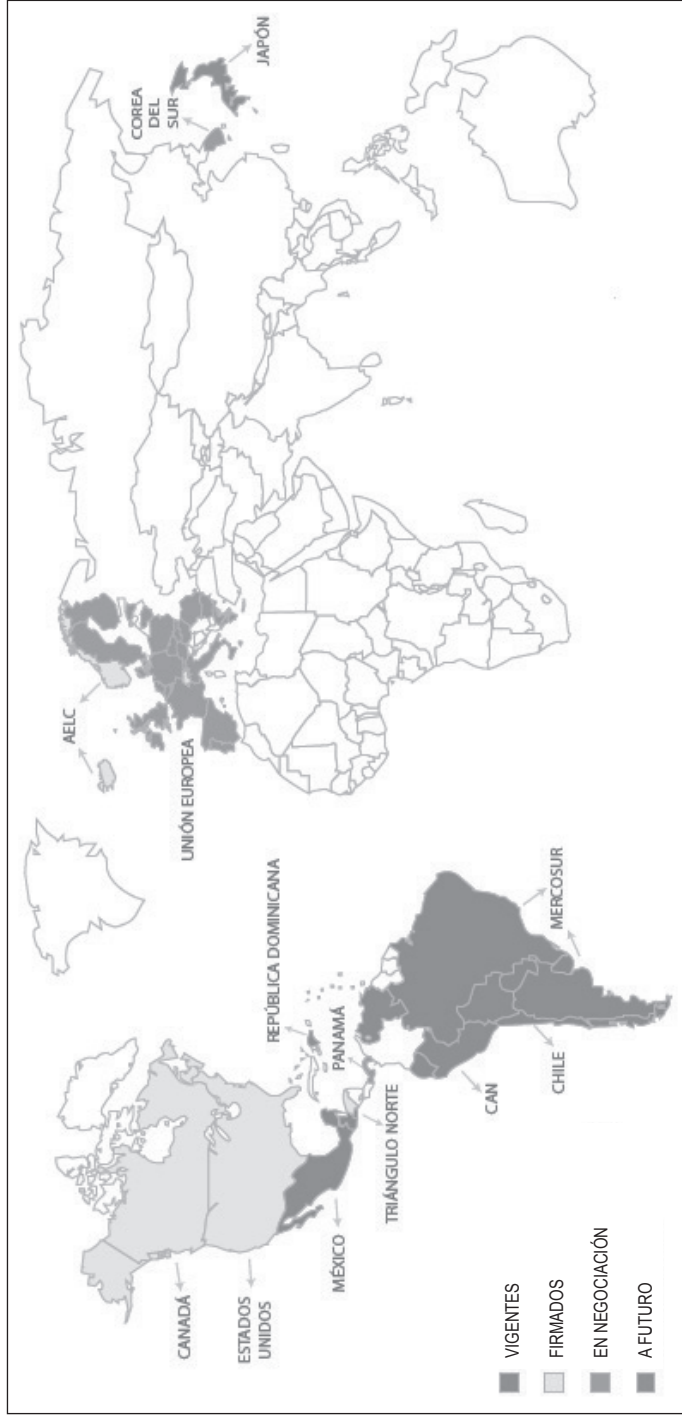 CANADÁ
ESTADOS
UNIDOS
MÉXICO
TRIÁNGULO NORTE
PANAMÁ
REPÚBLICA DOMINICANA
CAN
CHILE
MERCOSUR
AELC
UNIÓN EUROPEA
COREA
DEL
SUR
JAPÓN
VIGENTES
FIRMADOS
EN NEGOCIACIÓN
A FUTURO